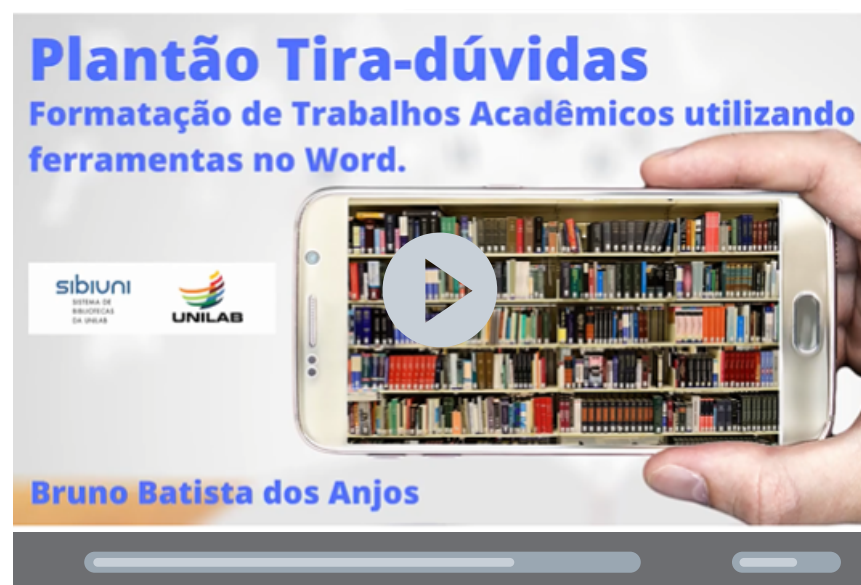 Plantão Tira-dúvidas
Formatação de Trabalhos Acadêmicos utilizando
ferramentas no Word.
sibiuni
SISTEMA DE
BIBLIOTECAS
DA UNILAB
UNILAB
Bruno Batista dos Anjos